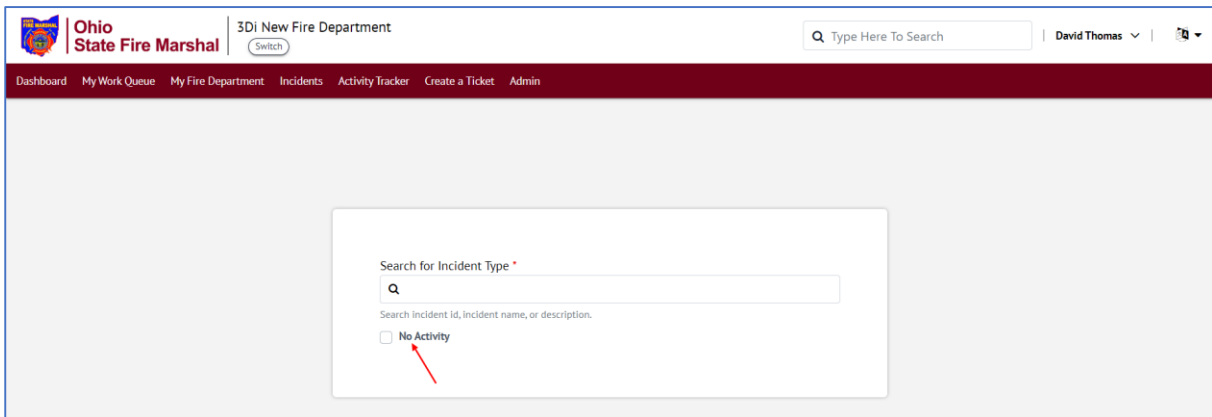 Ohio
State Fire Marshal
3Di New Fire Department
Switch
Type Here To Search
David Thomas
Dashboard My Work Queue My Fire Department Incidents Activity Tracker Create a Ticket Admin
Search for Incident Type *
Search incident id, incident name, or description.
No Activity